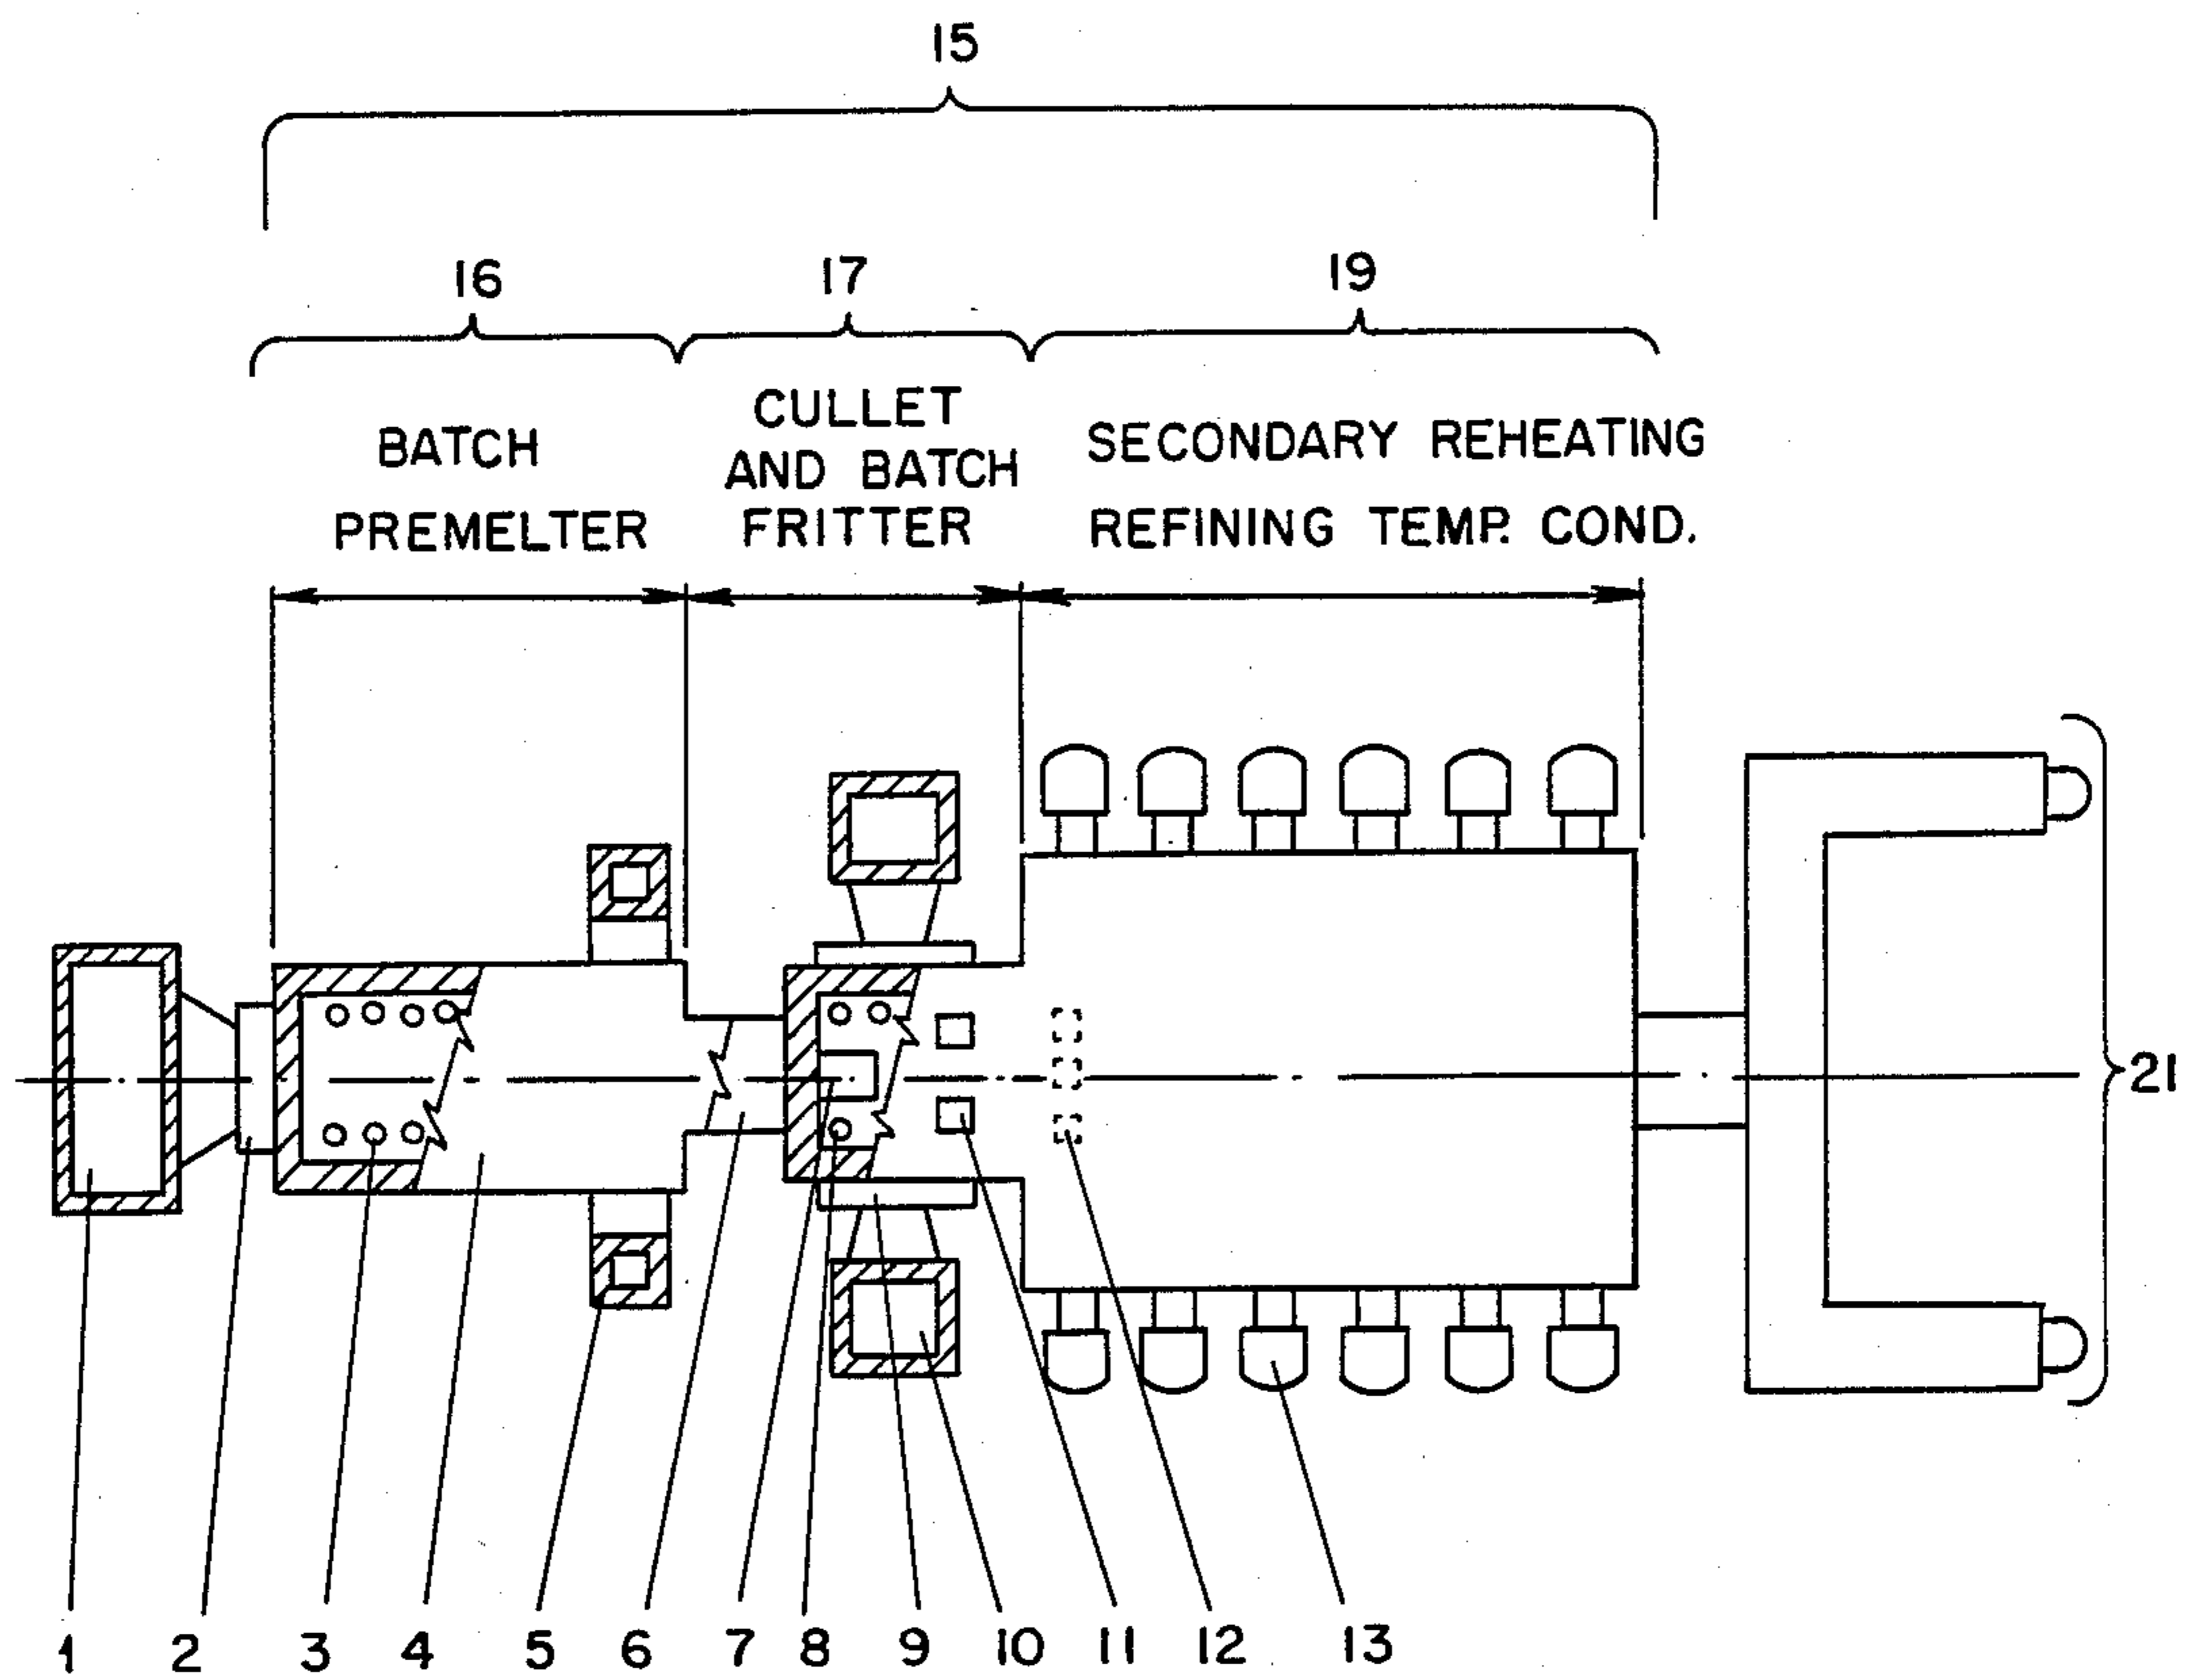 15
16 17 19
BATCH
PREMELTER
CULLET
AND BATCH
FRITTER
SECONDARY REHEATING
REFINING TEMP. COND.
21
1 2 3 4 5 6 7 8 9 10 11 12 13